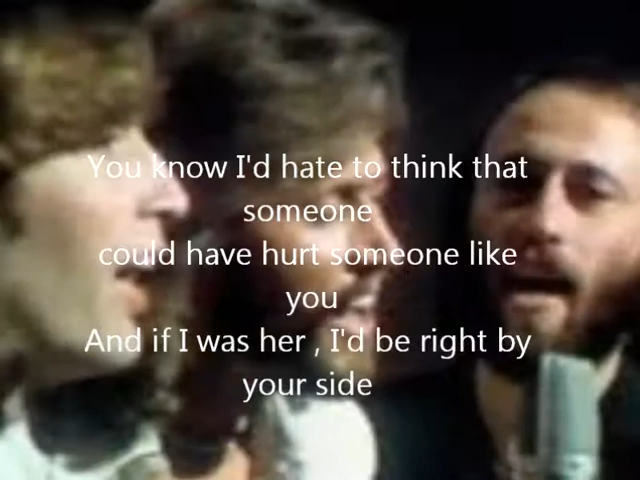 You know I'd hate to think that
someone
could have hurt someone like
you
And if I was her , I'd be right by
your side